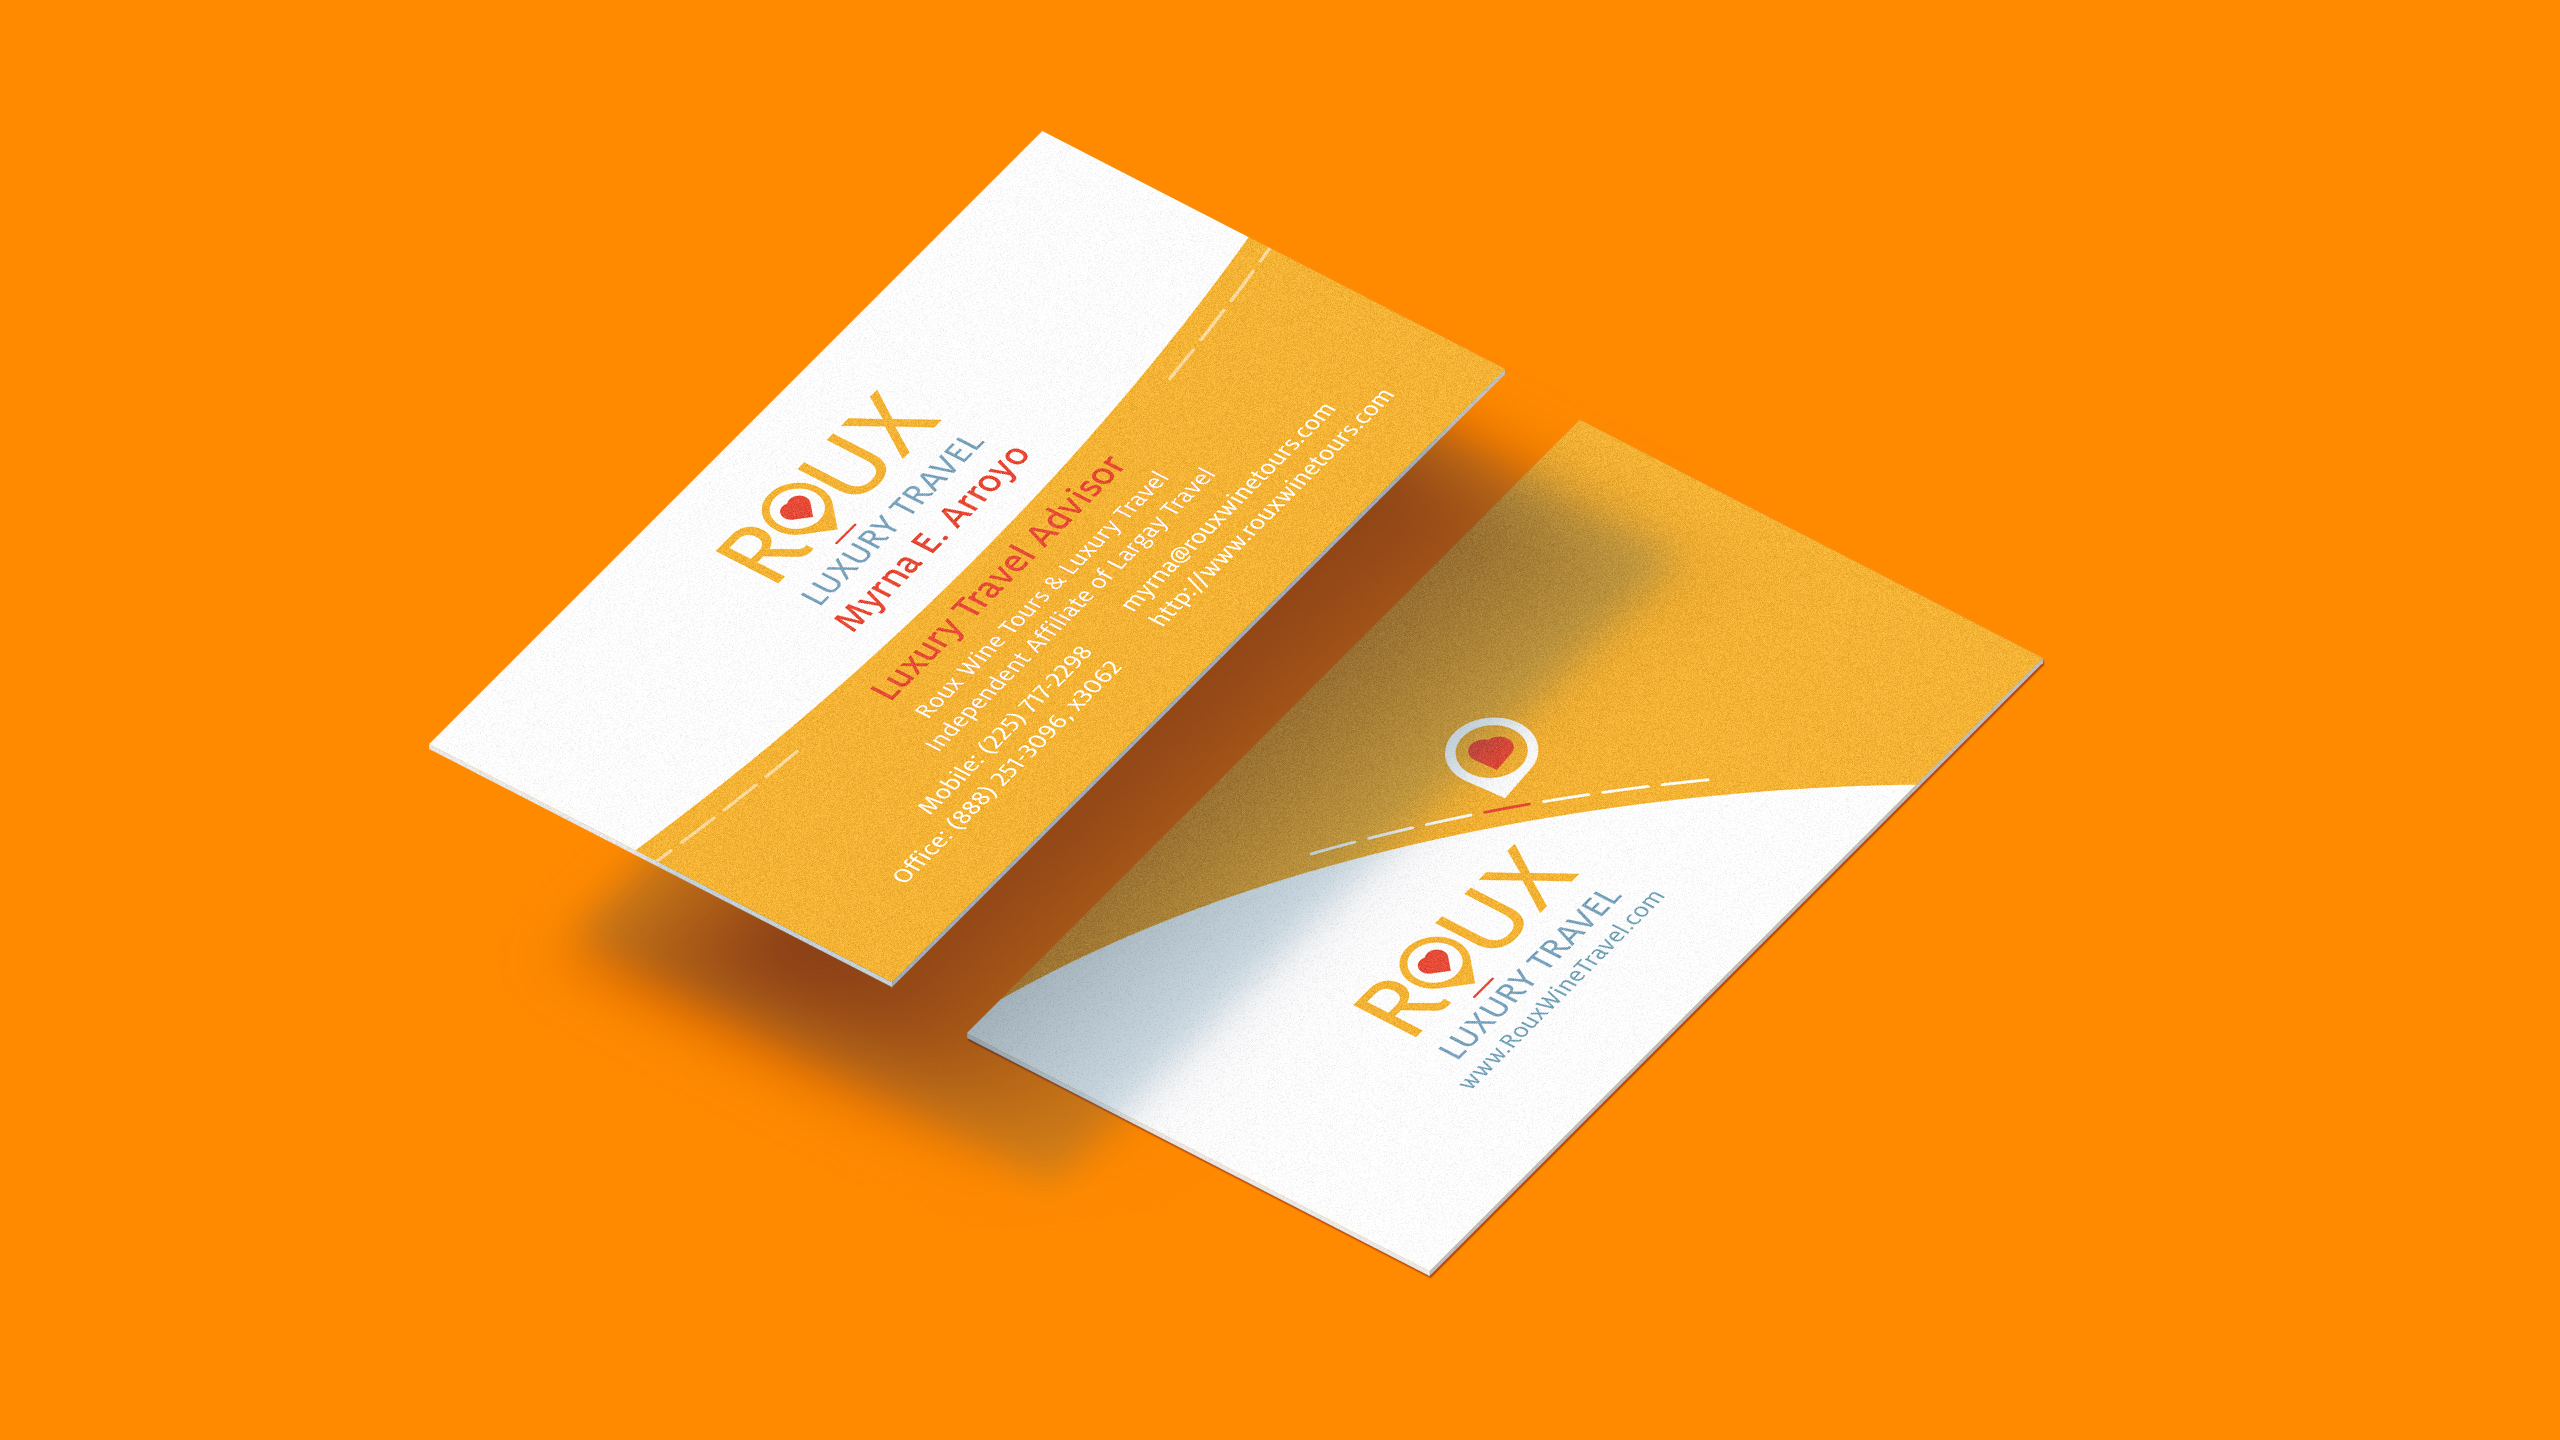 ROUX
LUXURY TRAVEL
Myrna E. Arroyo
Luxury Travel Advisor
Roux Wine Tours & Luxury Travel
Independent Affiliate of Largay Travel
Mobile: (225) 717-2298 myrna@rouxwinetours.com
Office: (888) 251-3096, x3062 http://www.rouxwinetours.com
ROUX
LUXURY TRAVEL
www.RouxWineTravel.com